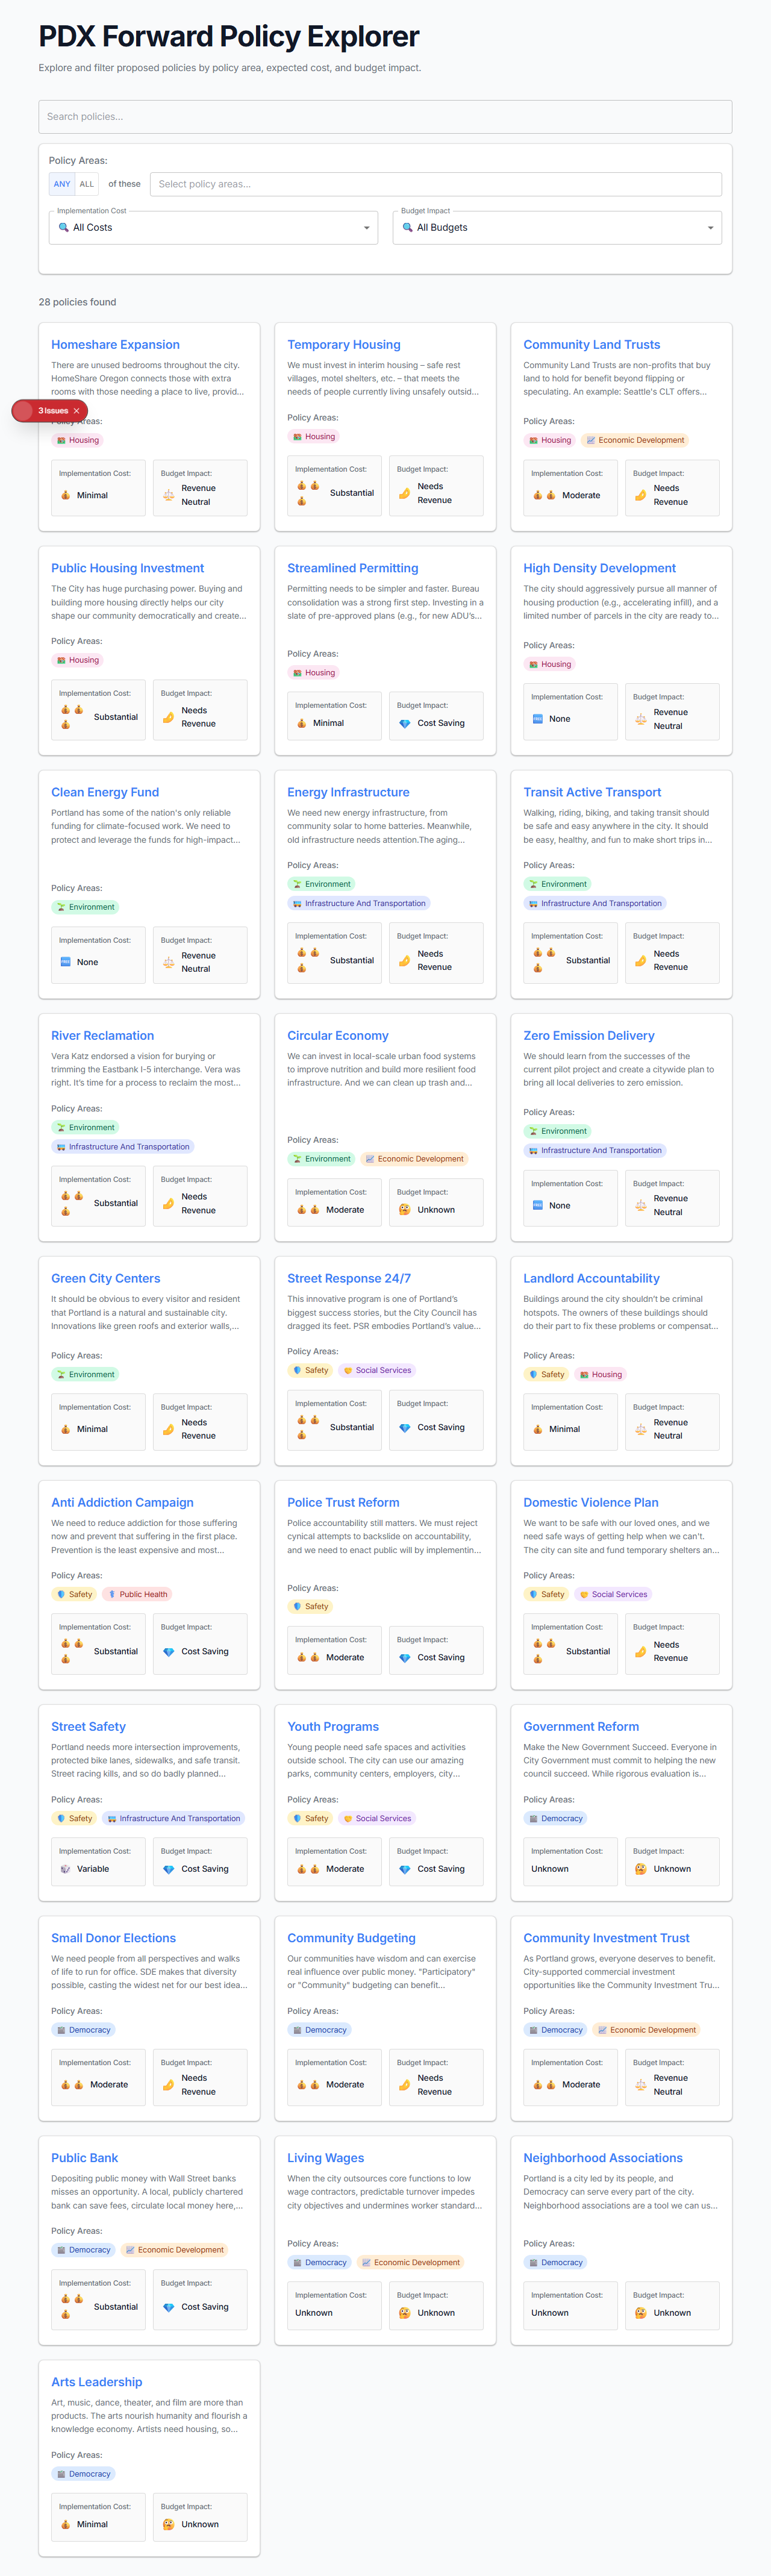 PDX Forward Policy Explorer
Explore and filter proposed policies by policy area, expected cost, and budget impact.
Search policies...
Policy Areas:
ANY ALL of these Select policy areas...
Implementation Cost
All Costs
Budget Impact
All Budgets
28 policies found
Homeshare Expansion
There are unused bedrooms throughout the city.
HomeShare Oregon connects those with extra
rooms with those needing a place to live, provid...
3 Issues ×
Policy Areas:
Housing
Implementation Cost:
Minimal
Budget Impact:
Revenue
Neutral
Temporary Housing
We must invest in interim housing – safe rest
villages, motel shelters, etc. – that meets the
needs of people currently living unsafely outsid...
Policy Areas:
Housing
Implementation Cost:
Substantial
Budget Impact:
Needs
Revenue
Community Land Trusts
Community Land Trusts are non-profits that buy
land to hold for benefit beyond flipping or
speculating. An example: Seattle's CLT offers...
Policy Areas:
Housing Economic Development
Implementation Cost:
Moderate
Budget Impact:
Needs
Revenue
Public Housing Investment
The City has huge purchasing power. Buying and
building more housing directly helps our city
shape our community democratically and create...
Policy Areas:
Housing
Implementation Cost:
Substantial
Budget Impact:
Needs
Revenue
Streamlined Permitting
Permitting needs to be simpler and faster. Bureau
consolidation was a strong first step. Investing in a
slate of pre-approved plans (e.g., for new ADU's...
Policy Areas:
Housing
Implementation Cost:
Minimal
Budget Impact:
Cost Saving
High Density Development
The city should aggressively pursue all manner of
housing production (e.g., accelerating infill), and a
limited number of parcels in the city are ready to...
Policy Areas:
Housing
Implementation Cost:
None
Budget Impact:
Revenue
Neutral
Clean Energy Fund
Portland has some of the nation's only reliable
funding for climate-focused work. We need to
protect and leverage the funds for high-impact...
Policy Areas:
Environment
Implementation Cost:
None
Budget Impact:
Revenue
Neutral
Energy Infrastructure
We need new energy infrastructure, from
community solar to home batteries. Meanwhile,
old infrastructure needs attention.The aging...
Policy Areas:
Environment
Infrastructure And Transportation
Implementation Cost:
Substantial
Budget Impact:
Needs
Revenue
Transit Active Transport
Walking, riding, biking, and taking transit should
be safe and easy anywhere in the city. It should
be easy, healthy, and fun to make short trips in...
Policy Areas:
Environment
Infrastructure And Transportation
Implementation Cost:
Substantial
Budget Impact:
Needs
Revenue
River Reclamation
Vera Katz endorsed a vision for burying or
trimming the Eastbank I-5 interchange. Vera was
right. It's time for a process to reclaim the most...
Policy Areas:
Environment
Infrastructure And Transportation
Implementation Cost:
Substantial
Budget Impact:
Needs
Revenue
Circular Economy
We can invest in local-scale urban food systems
to improve nutrition and build more resilient food
infrastructure. And we can clean up trash and...
Policy Areas:
Environment Economic Development
Implementation Cost:
Moderate
Budget Impact:
Unknown
Zero Emission Delivery
We should learn from the successes of the
current pilot project and create a citywide plan to
bring all local deliveries to zero emission.
Policy Areas:
Environment
Infrastructure And Transportation
Implementation Cost:
None
Budget Impact:
Revenue
Neutral
Green City Centers
It should be obvious to every visitor and resident
that Portland is a natural and sustainable city.
Innovations like green roofs and exterior walls,...
Policy Areas:
Environment
Implementation Cost:
Minimal
Budget Impact:
Needs
Revenue
Street Response 24/7
This innovative program is one of Portland's
biggest success stories, but the City Council has
dragged its feet. PSR embodies Portland's value...
Policy Areas:
Safety Social Services
Implementation Cost:
Substantial
Budget Impact:
Cost Saving
Landlord Accountability
Buildings around the city shouldn't be criminal
hotspots. The owners of these buildings should
do their part to fix these problems or compensat...
Policy Areas:
Safety Housing
Implementation Cost:
Minimal
Budget Impact:
Revenue
Neutral
Anti Addiction Campaign
We need to reduce addiction for those suffering
now and prevent that suffering in the first place.
Prevention is the least expensive and most...
Policy Areas:
Safety Public Health
Implementation Cost:
Substantial
Budget Impact:
Cost Saving
Police Trust Reform
Police accountability still matters. We must reject
cynical attempts to backslide on accountability,
and we need to enact public will by implementin...
Policy Areas:
Safety
Implementation Cost:
Moderate
Budget Impact:
Cost Saving
Domestic Violence Plan
We want to be safe with our loved ones, and we
need safe ways of getting help when we can't.
The city can site and fund temporary shelters an...
Policy Areas:
Safety Social Services
Implementation Cost:
Substantial
Budget Impact:
Needs
Revenue
Street Safety
Portland needs more intersection improvements,
protected bike lanes, sidewalks, and safe transit.
Street racing kills, and so do badly planned...
Policy Areas:
Safety Infrastructure And Transportation
Implementation Cost:
Variable
Budget Impact:
Cost Saving
Youth Programs
Young people need safe spaces and activities
outside school. The city can use our amazing
parks, community centers, employers, city...
Policy Areas:
Safety Social Services
Implementation Cost:
Moderate
Budget Impact:
Cost Saving
Government Reform
Make the New Government Succeed. Everyone in
City Government must commit to helping the new
council succeed. While rigorous evaluation is...
Policy Areas:
Democracy
Implementation Cost:
Unknown
Budget Impact:
Unknown
Small Donor Elections
We need people from all perspectives and walks
of life to run for office. SDE makes that diversity
possible, casting the widest net for our best idea...
Policy Areas:
Democracy
Implementation Cost:
Moderate
Budget Impact:
Needs
Revenue
Community Budgeting
Our communities have wisdom and can exercise
real influence over public money. "Participatory"
or "Community" budgeting can benefit...
Policy Areas:
Democracy
Implementation Cost:
Moderate
Budget Impact:
Needs
Revenue
Community Investment Trust
As Portland grows, everyone deserves to benefit.
City-supported commercial investment
opportunities like the Community Investment Tru...
Policy Areas:
Democracy Economic Development
Implementation Cost:
Moderate
Budget Impact:
Revenue
Neutral
Public Bank
Depositing public money with Wall Street banks
misses an opportunity. A local, publicly chartered
bank can save fees, circulate local money here,...
Policy Areas:
Democracy Economic Development
Implementation Cost:
Substantial
Budget Impact:
Cost Saving
Living Wages
When the city outsources core functions to low
wage contractors, predictable turnover impedes
city objectives and undermines worker standard...
Policy Areas:
Democracy Economic Development
Implementation Cost:
Unknown
Budget Impact:
Unknown
Neighborhood Associations
Portland is a city led by its people, and
Democracy can serve every part of the city.
Neighborhood associations are a tool we can us...
Policy Areas:
Democracy
Implementation Cost:
Unknown
Budget Impact:
Unknown
Arts Leadership
Art, music, dance, theater, and film are more than
products. The arts nourish humanity and flourish a
knowledge economy. Artists need housing, so...
Policy Areas:
Democracy
Implementation Cost:
Minimal
Budget Impact:
Unknown